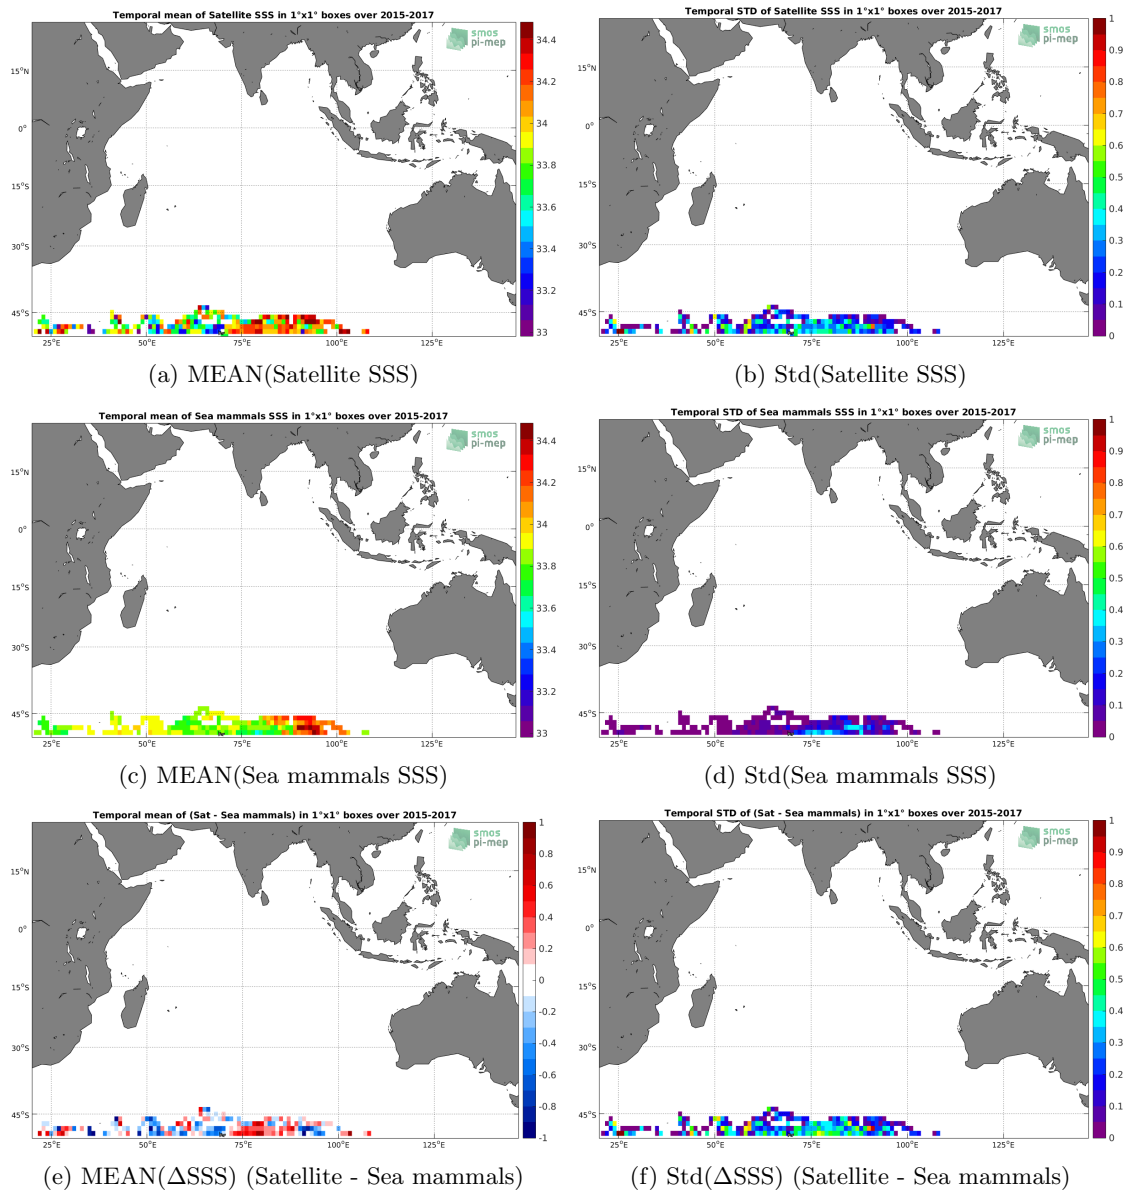 Temporal mean of Satellite SSS in 1°x1° boxes over 2015-2017
smos
pi-mep
15°N
0°
15°S
30°S
45°S
25°E
50°E
75°E
100°E
125°E
34.4
34.2
34
33.8
33.6
33.4
33.2
33
(a) MEAN(Satellite SSS)
Temporal STD of Satellite SSS in 1°x1° boxes over 2015-2017
smos
pi-mep
15°N
0°
15°S
30°S
45°S
25°E
50°E
75°E
100°E
125°E
1
0.9
0.8
0.7
0.6
0.5
0.4
0.3
0.2
0.1
0
(b) Std(Satellite SSS)
Temporal mean of Sea mammals SSS in 1°x1° boxes over 2015-2017
smos
pi-mep
15°N
0°
15°S
30°S
45°S
25°E
50°E
75°E
100°E
125°E
34.4
34.2
34
33.8
33.6
33.4
33.2
33
(c) MEAN(Sea mammals SSS)
Temporal STD of Sea mammals SSS in 1°x1° boxes over 2015-2017
smos
pi-mep
15°N
0°
15°S
30°S
45°S
25°E
50°E
75°E
100°E
125°E
1
0.9
0.8
0.7
0.6
0.5
0.4
0.3
0.2
0.1
0
(d) Std(Sea mammals SSS)
Temporal mean of (Sat - Sea mammals) in 1°x1° boxes over 2015-2017
smos
pi-mep
15°N
0°
15°S
30°S
45°S
25°E
50°E
75°E
100°E
125°E
1
0.8
0.6
0.4
0.2
0
-0.2
-0.4
-0.6
-0.8
-1
(e) MEAN(ΔSSS) (Satellite - Sea mammals)
Temporal STD of (Sat - Sea mammals) in 1°x1° boxes over 2015-2017
smos
pi-mep
15°N
0°
15°S
30°S
45°S
25°E
50°E
75°E
100°E
125°E
1
0.9
0.8
0.7
0.6
0.5
0.4
0.3
0.2
0.1
0
(f) Std(ΔSSS) (Satellite - Sea mammals)